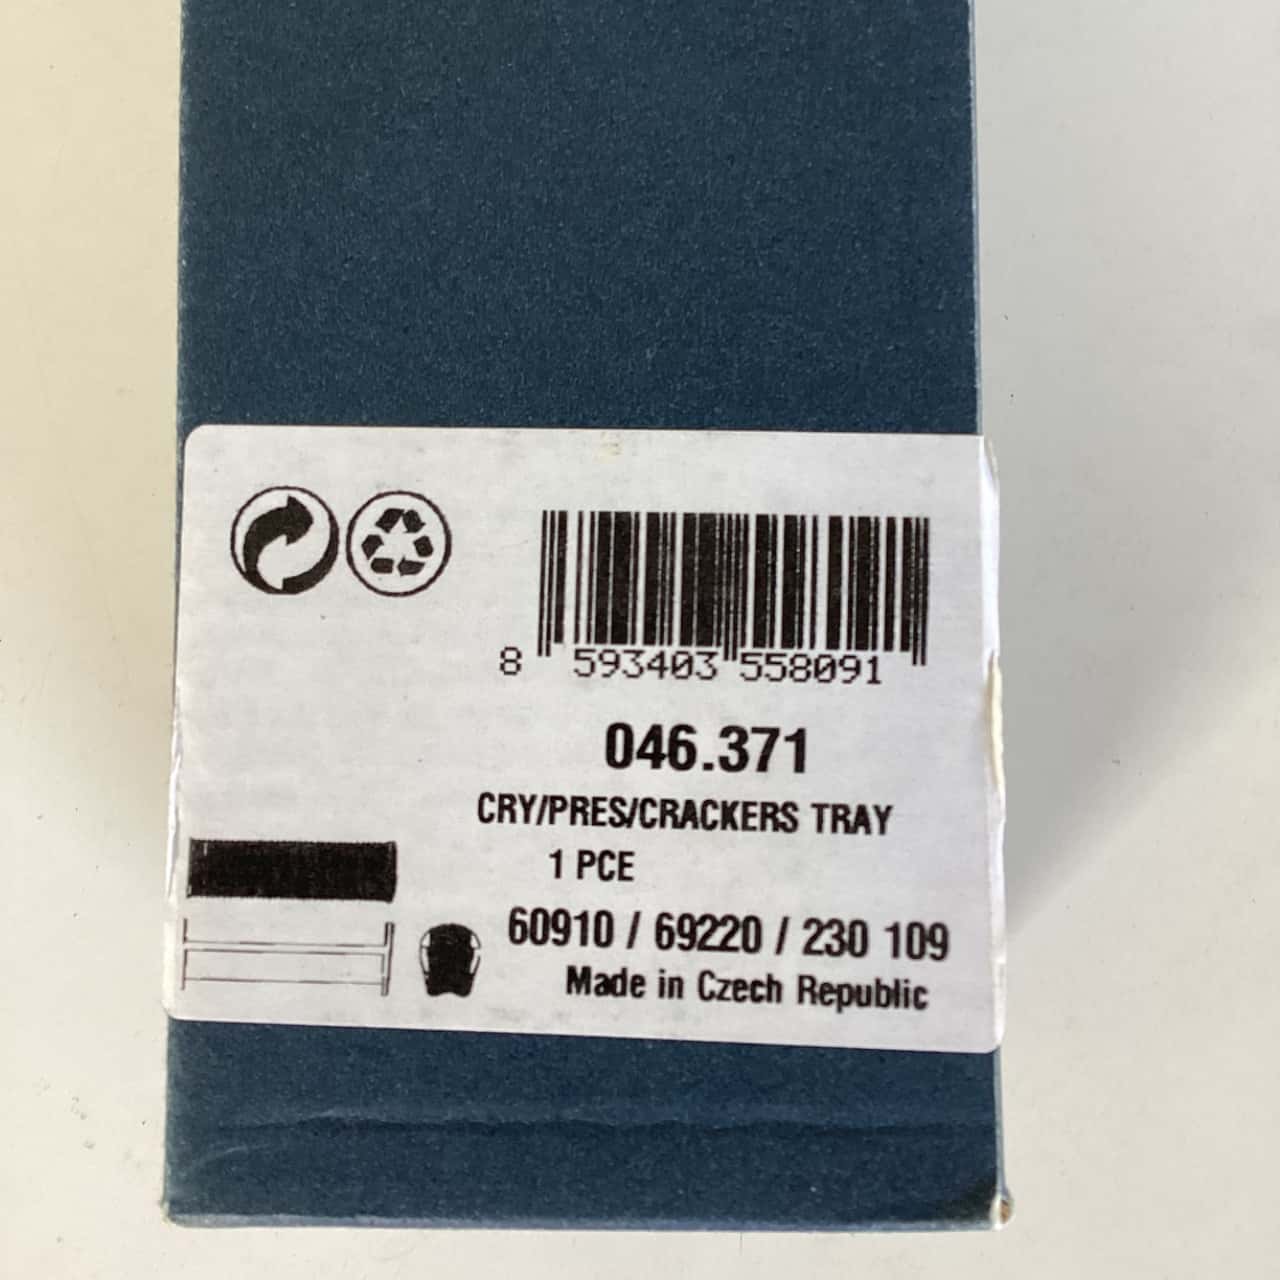 8 593403 558091
046.371
CRY/PRES/CRACKERS TRAY
1 PCE
60910 / 69220 / 230 109
Made in Czech Republic